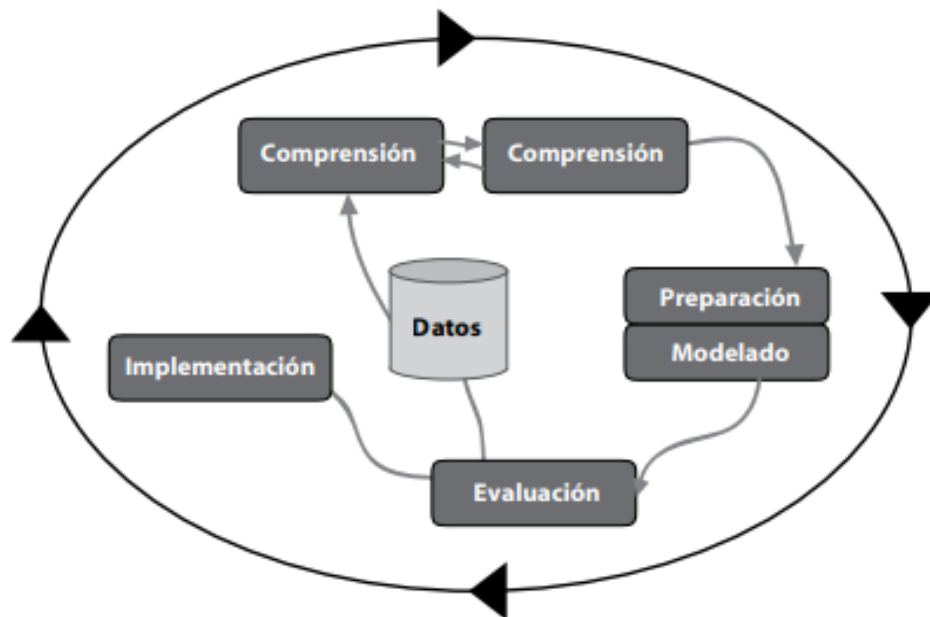 Comprensión
Comprensión
Preparación
Modelado
Datos
Implementación
Evaluación